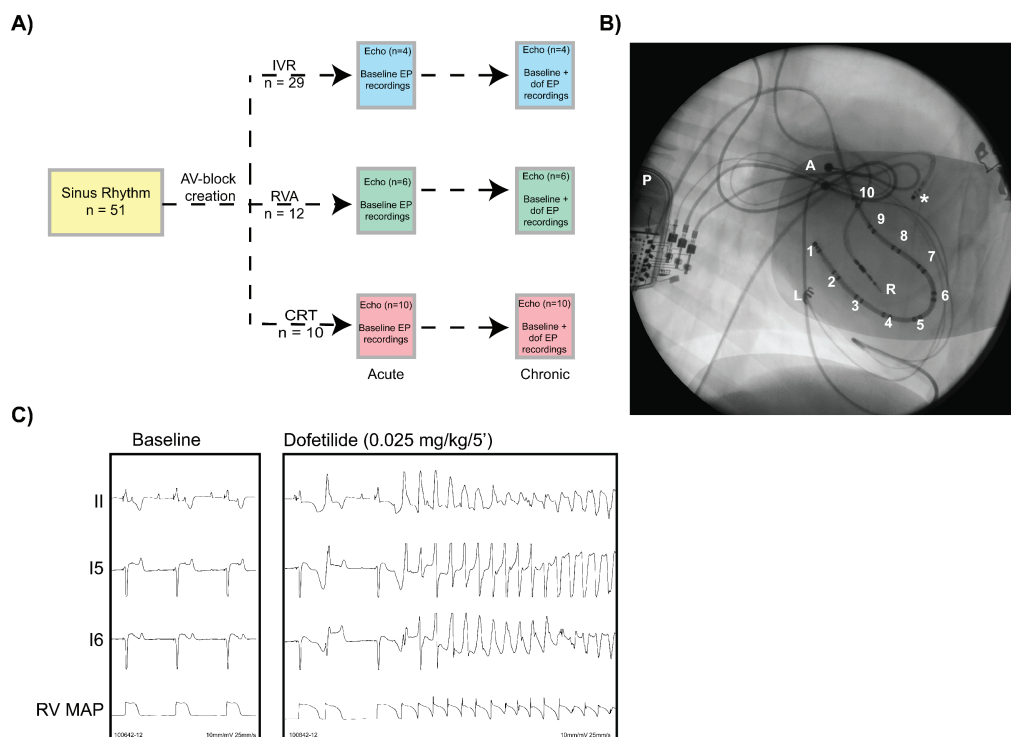 A)
Sinus Rhythm
n = 51
AV-block
creation
IVR
n = 29
Echo (n=4)
Baseline EP
recordings
Echo (n=4)
Baseline +
dof EP
recordings
RVA
n = 12
Echo (n=6)
Baseline EP
recordings
Echo (n=6)
Baseline +
dof EP
recordings
CRT
n = 10
Echo (n=10)
Baseline EP
recordings
Echo (n=10)
Baseline +
dof EP
recordings
Acute
Chronic
B)
P
A
*
10
9
8
7
1
2
L
3
R
6
4
5
C)
Baseline
Dofetilide (0.025 mg/kg/5')
II
I5
I6
RV MAP
100642-12
10mm/mV 25mm/s
100642-12
10mm/mV 25mm/s